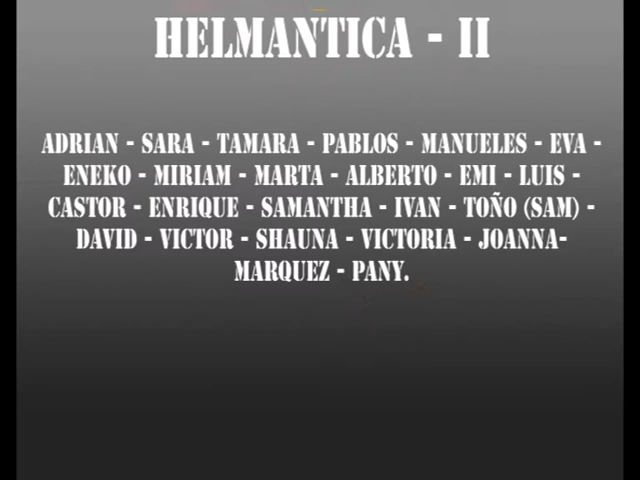 HELMANTICA - II
ADRIAN - SARA - TAMARA - PABLOS - MANUELES - EVA -
ENEKO - MIRIAM - MARTA - ALBERTO - EMI - LUIS -
CASTOR - ENRIQUE - SAMANTHA - IVAN - TOÑO (SAM) -
DAVID - VICTOR - SHAUNA - VICTORIA - JOANNA-
MARQUEZ - PANY.